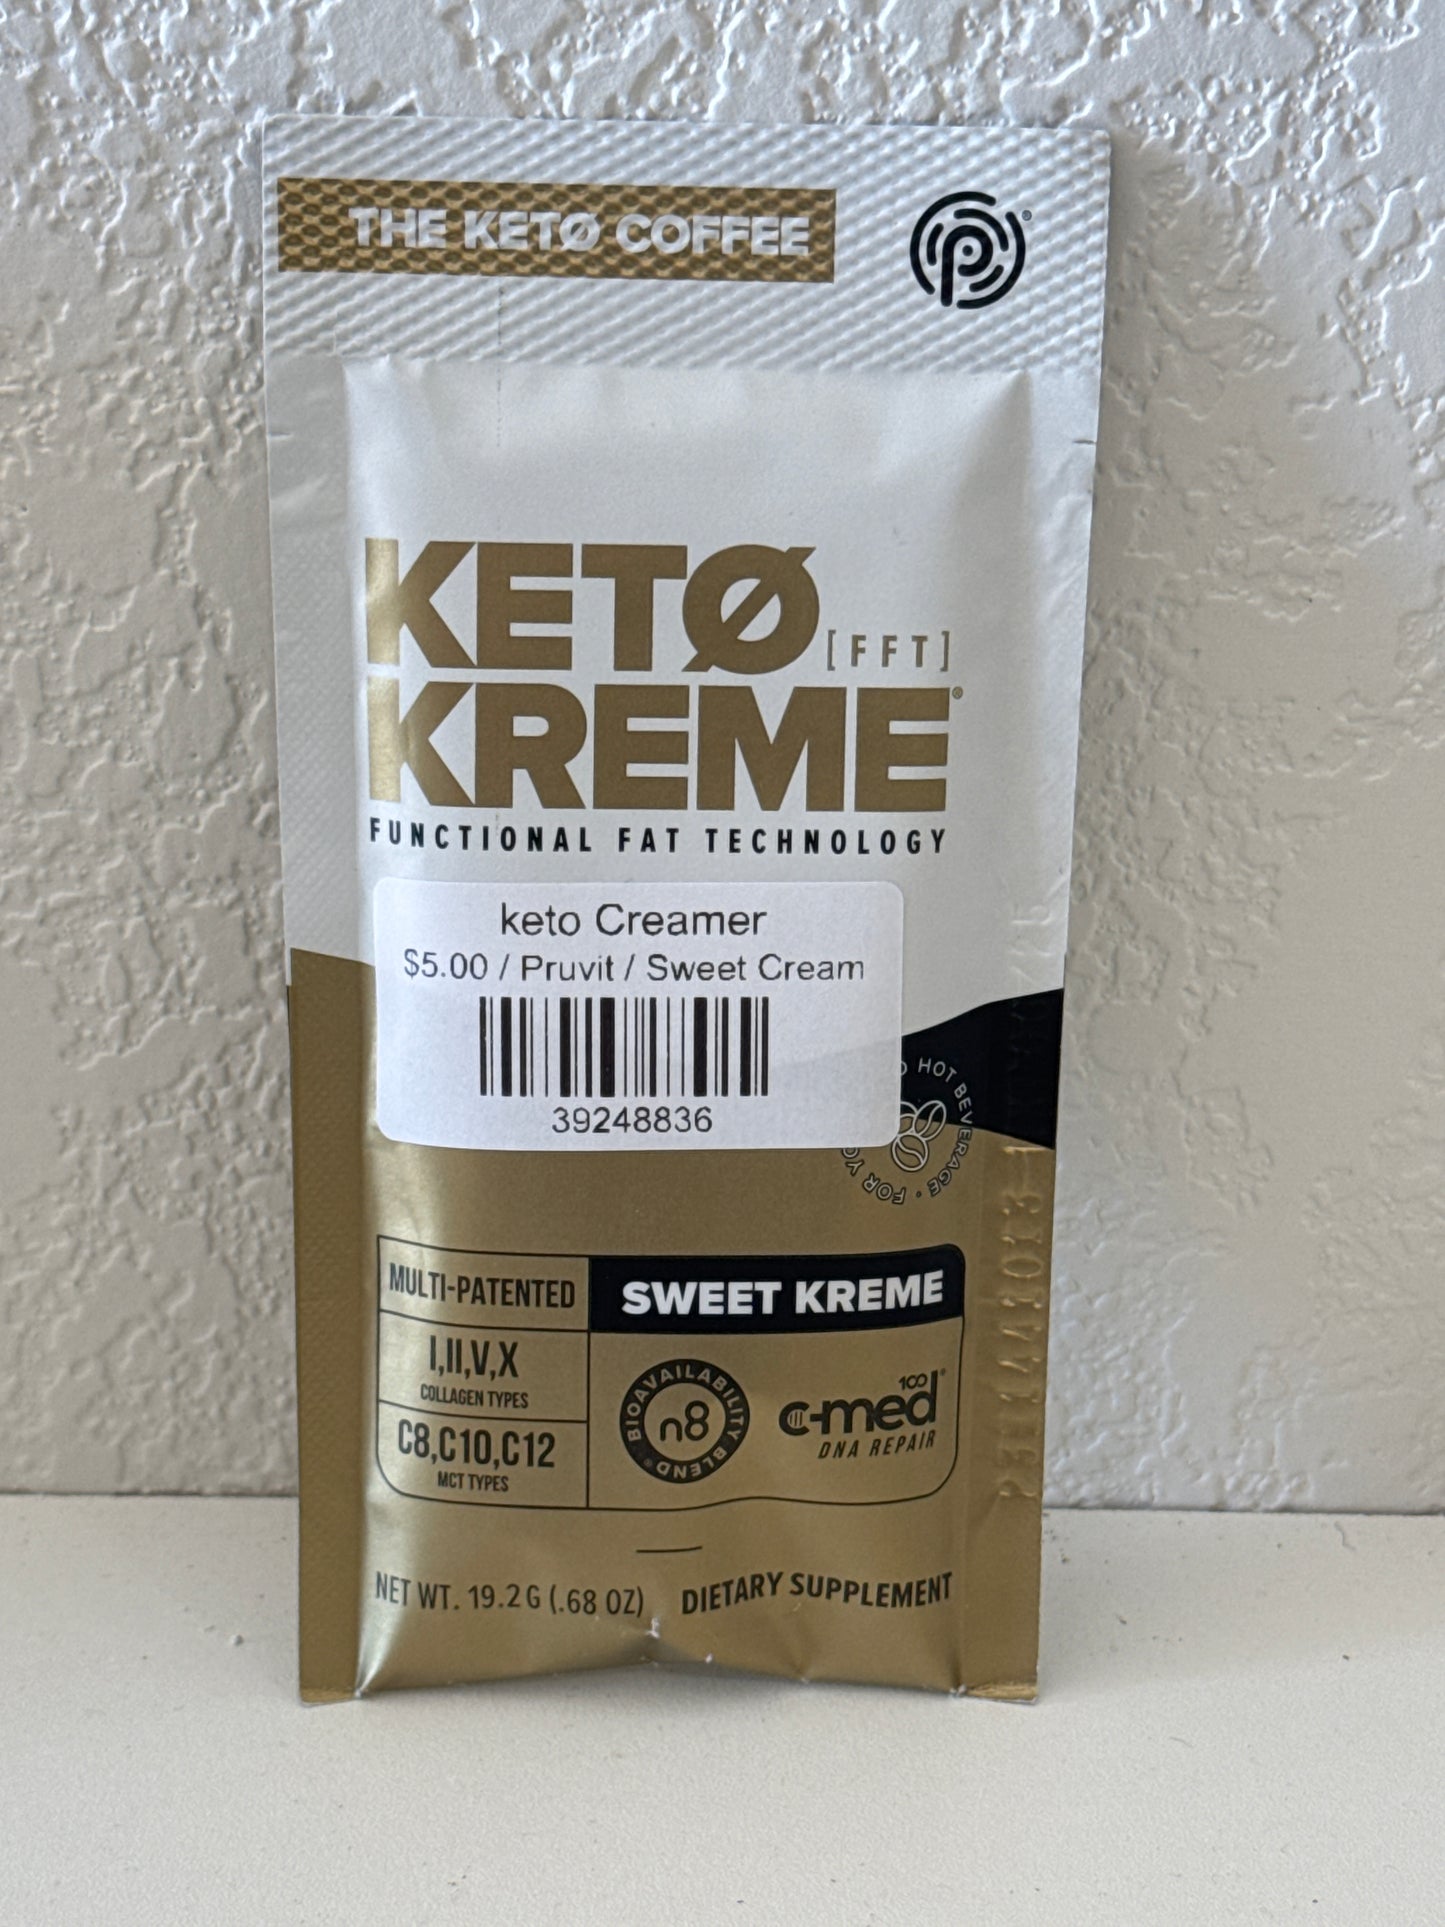 THE KETØ COFFEE
KETØ [FFT]
KREME®
FUNCTIONAL FAT TECHNOLOGY
keto Creamer
$5.00 / Pruvit / Sweet Cream
39248836
HOT BEVERAGE · FOR
MULTI-PATENTED
I,II,V,X
COLLAGEN TYPES
C8,C10,C12
MCT TYPES
SWEET KREME
n8
BIOAVAILABILITY BLEND®
c-med 100®
DNA REPAIR
NET WT. 19.2G (.68 OZ) DIETARY SUPPLEMENT